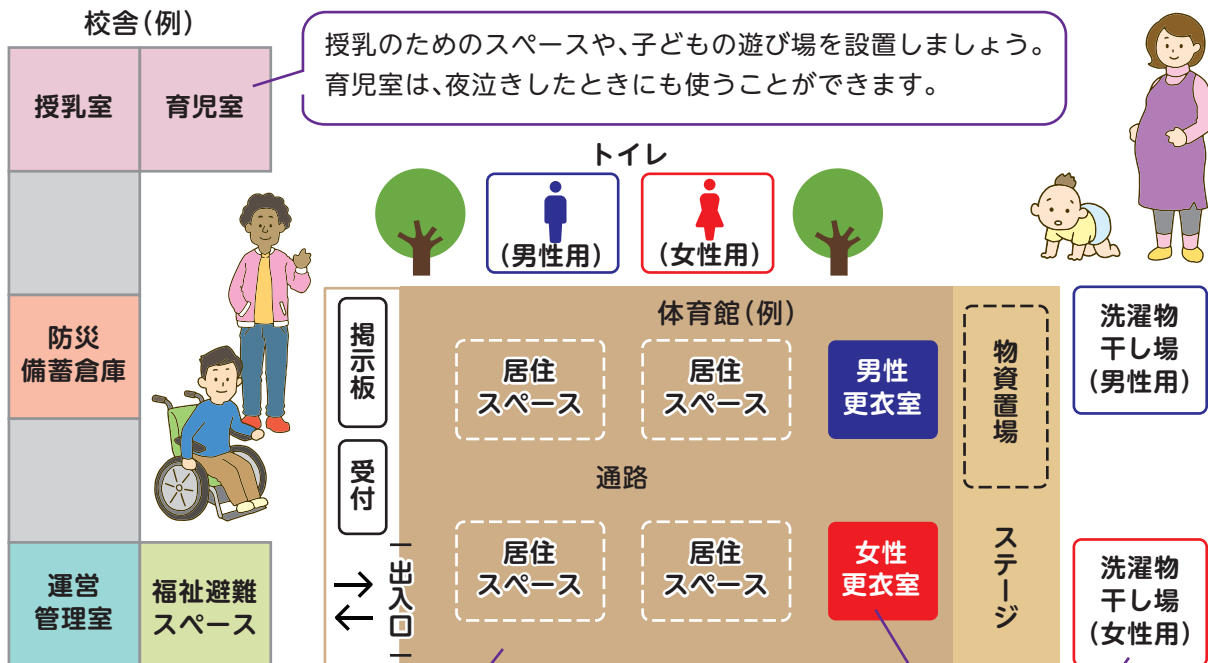 校舎(例)
授乳のためのスペースや、子どもの遊び場を設置しましょう。
育児室は、夜泣きしたときにも使うことができます。
授乳室
育児室
トイレ
(男性用)
(女性用)
防災
備蓄倉庫
運営
管理室
福祉避難
スペース
掲示板
受付
出入口
体育館(例)
居住
スペース
居住
スペース
男性
更衣室
通路
居住
スペース
居住
スペース
女性
更衣室
物資置場
ステージ
洗濯物
干し場
(男性用)
洗濯物
干し場
(女性用)